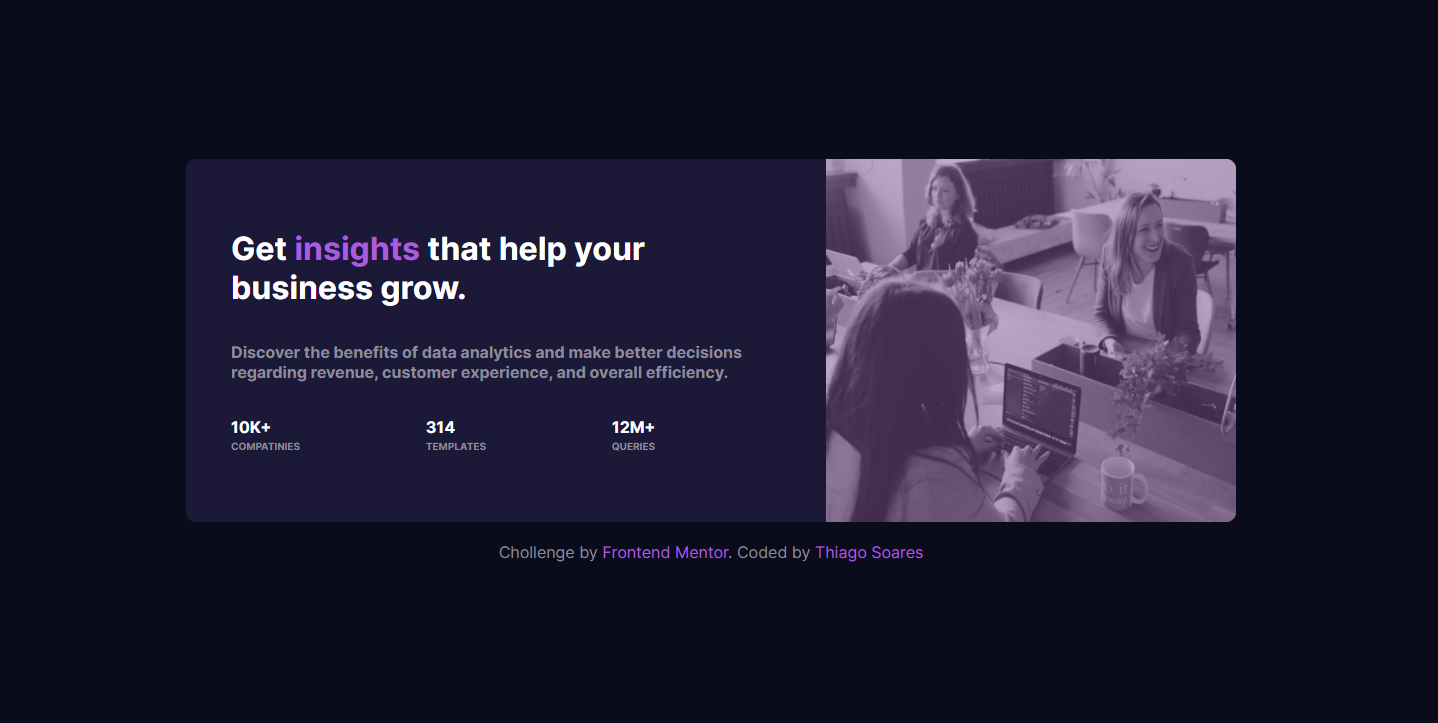 Get insights that help your
business grow.
Discover the benefits of data analytics and make better decisions
regarding revenue, customer experience, and overall efficiency.
10K+ 314 12M+
COMPATINIES TEMPLATES QUERIES
Chollenge by Frontend Mentor. Coded by Thiago Soares